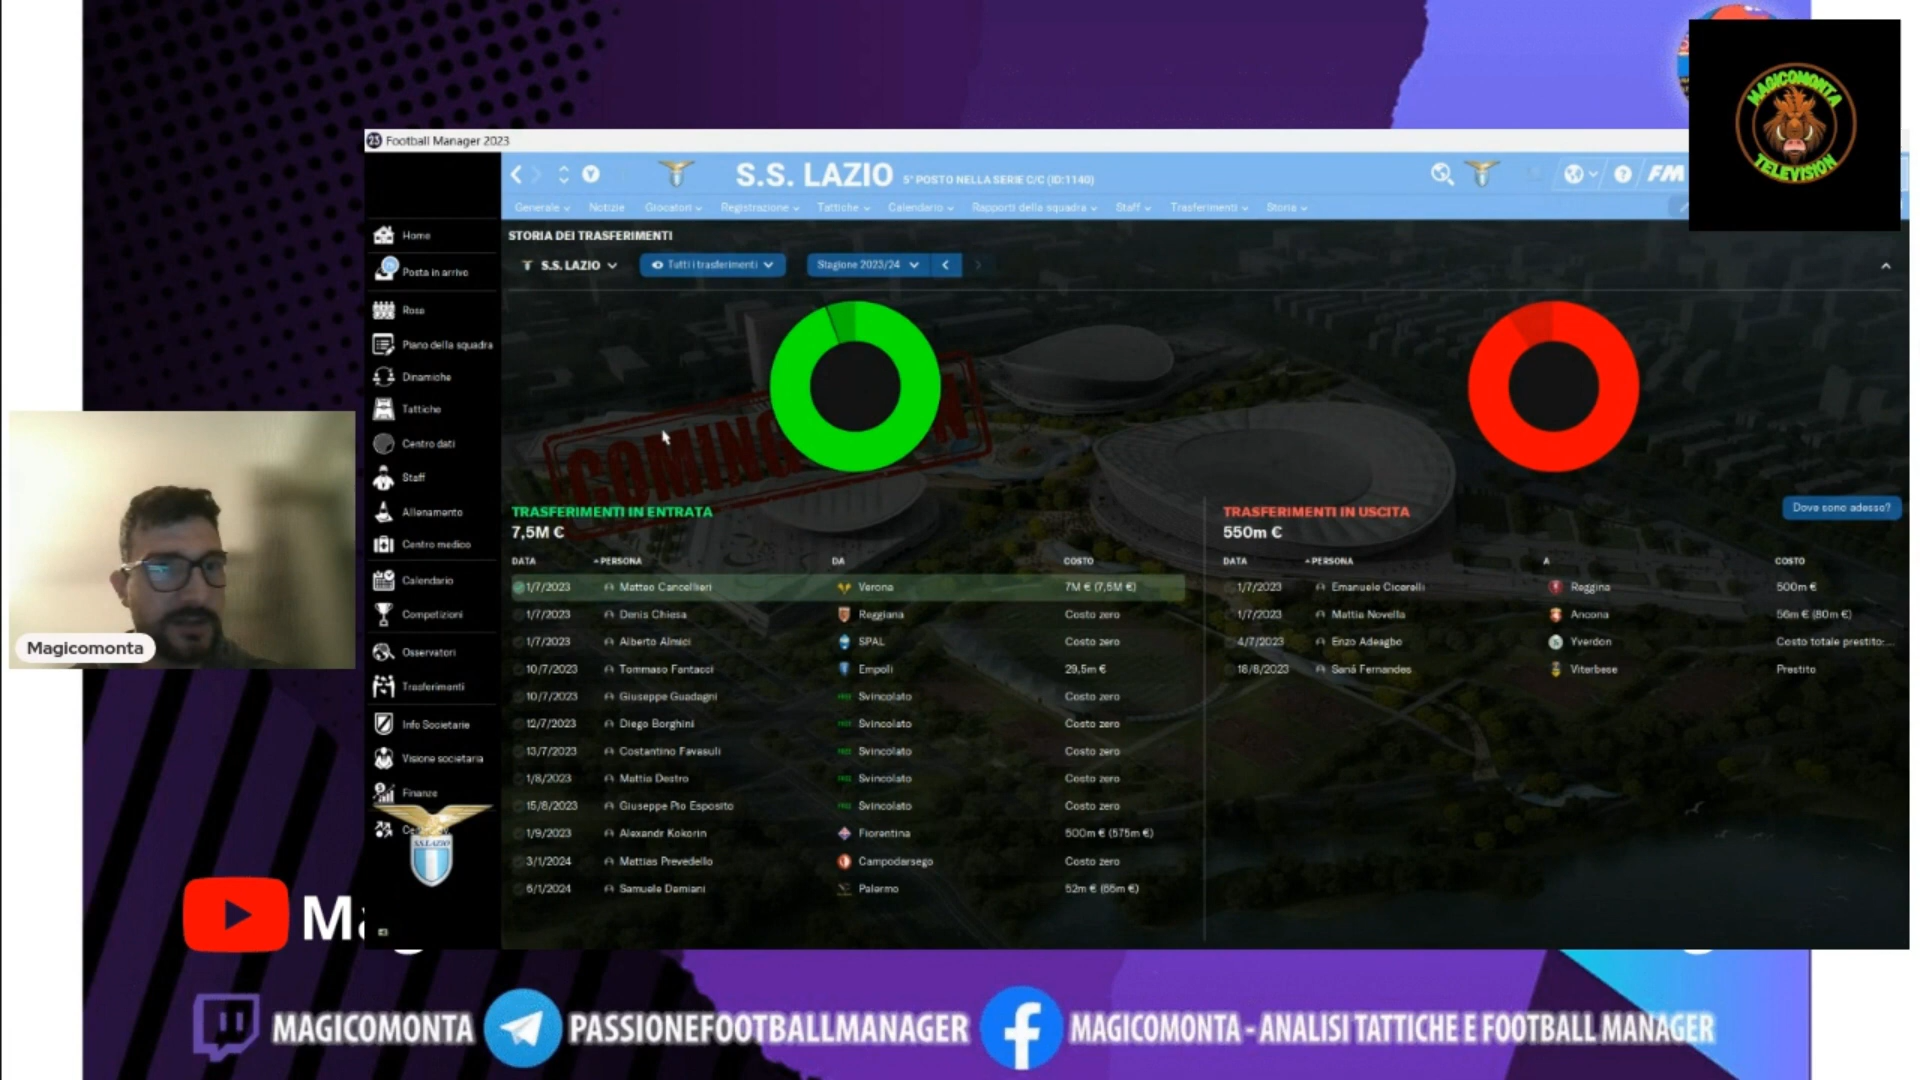 MAGICOMONTA
TELEVISION
Football Manager 2023
S.S. LAZIO 5° POSTO NELLA SERIE C/C (ID:1140)
FM
Generale Notizie Giocatori Registrazione Tattiche Calendario Rapporti della squadra Staff Trasferimenti Storia
Home
Posta in arrivo
Rosa
Piano della squadra
Dinamiche
Tattiche
Centro dati
Staff
Allenamento
Centro medico
Calendario
Competizioni
Osservatori
Trasferimenti
Info Societarie
Visione societaria
Finanze
S.S.LAZIO
STORIA DEI TRASFERIMENTI
S.S. LAZIO Tutti i trasferimenti Stagione 2023/24
COMING
TRASFERIMENTI IN ENTRATA
7,5M €
DATA PERSONA DA COSTO
1/7/2023 Matteo Cancellieri Verona 7M € (7,5M €)
1/7/2023 Denis Chiesa Reggiana Costo zero
1/7/2023 Alberto Almici SPAL Costo zero
10/7/2023 Tommaso Fantacci Empoli 29,5m €
10/7/2023 Giuseppe Guadagni Svincolato Costo zero
12/7/2023 Diego Borghini Svincolato Costo zero
13/7/2023 Costantino Favasuli Svincolato Costo zero
1/8/2023 Mattia Destro Svincolato Costo zero
15/8/2023 Giuseppe Pio Esposito Svincolato Costo zero
1/9/2023 Alexandr Kokorin Fiorentina 500m € (575m €)
3/1/2024 Mattias Prevedello Campodarsego Costo zero
6/1/2024 Samuele Damiani Palermo 52m € (65m €)
TRASFERIMENTI IN USCITA
550m €
Dove sono adesso?
DATA PERSONA A COSTO
1/7/2023 Emanuele Cicerelli Reggina 500m €
1/7/2023 Mattia Novella Ancona 56m € (80m €)
4/7/2023 Enzo Adeagbo Yverdon Costo totale prestito:...
18/8/2023 Saná Fernandes Viterbese Prestito
Magicomonta
MAGICOMONTA PASSIONEFOOTBALLMANAGER MAGICOMONTA - ANALISI TATTICHE E FOOTBALL MANAGER